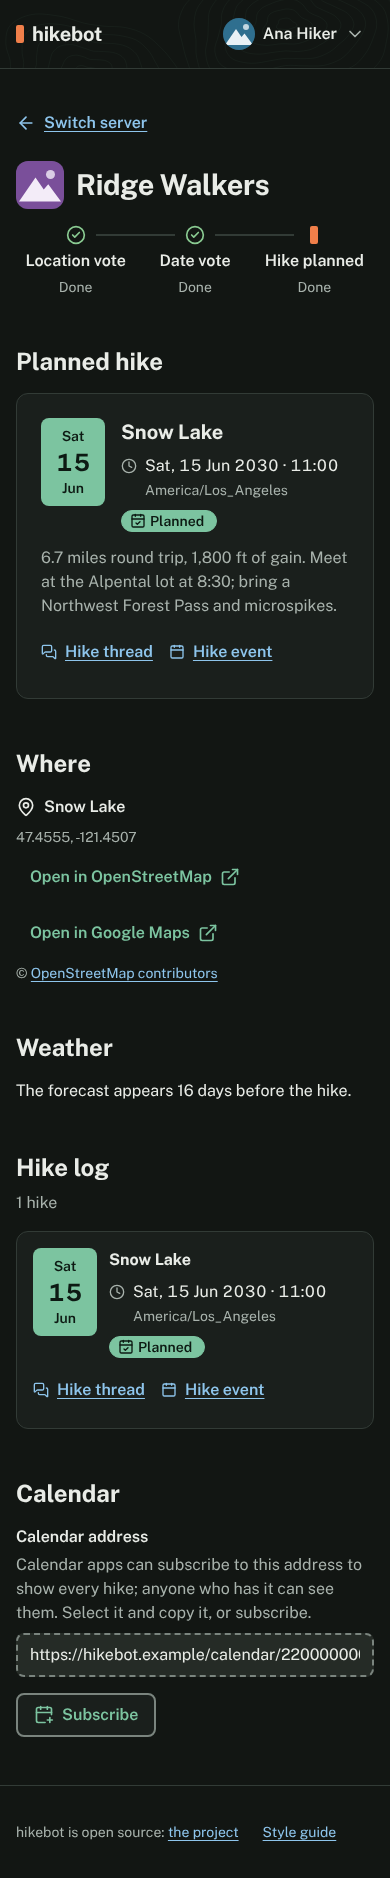 hikebot
Ana Hiker
Switch server
Ridge Walkers
Location vote
Date vote
Hike planned
Done
Done
Done
Planned hike
Sat
15
Jun
Snow Lake
Sat, 15 Jun 2030 · 11:00
America/Los_Angeles
Planned
6.7 miles round trip, 1,800 ft of gain. Meet
at the Alpental lot at 8:30; bring a
Northwest Forest Pass and microspikes.
Hike thread
Hike event
Where
Snow Lake
47.4555, -121.4507
Open in OpenStreetMap
Open in Google Maps
© OpenStreetMap contributors
Weather
The forecast appears 16 days before the hike.
Hike log
1 hike
Sat
15
Jun
Snow Lake
Sat, 15 Jun 2030 · 11:00
America/Los_Angeles
Planned
Hike thread
Hike event
Calendar
Calendar address
Calendar apps can subscribe to this address to
show every hike; anyone who has it can see
them. Select it and copy it, or subscribe.
https://hikebot.example/calendar/220000000
Subscribe
hikebot is open source: the project
Style guide